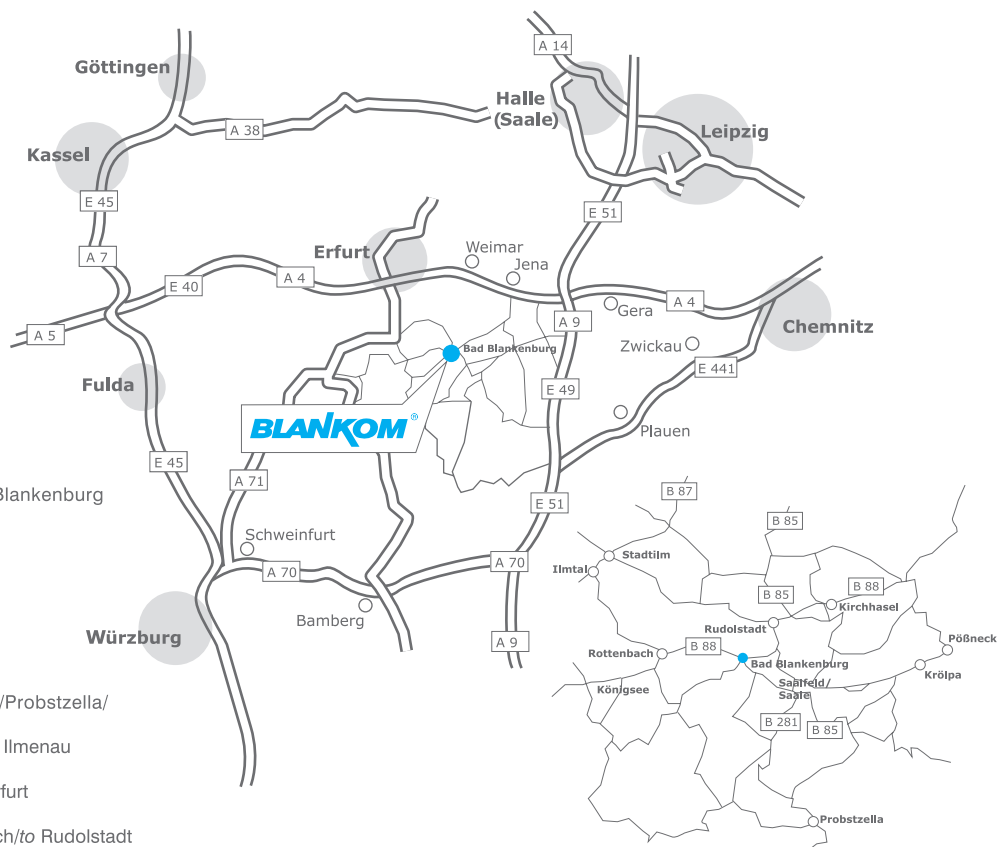 Göttingen
A 14
Halle
(Saale)
A 38
Leipzig
Kassel
E 45
E 51
A 7
Erfurt
Weimar
Jena
E 40
A 4
A 4
Gera
A 5
A 9
Chemnitz
Bad Blankenburg
Zwickau
E 441
Fulda
E 49
BLANKOM®
Plauen
E 45
A 71
Blankenburg
E 51
B 87
B 85
Schweinfurt
Stadtilm
A 70
A 70
Ilmtal
B 88
B 85
Kirchhasel
Bamberg
Rudolstadt
Würzburg
A 9
B 88
Pößneck
Rottenbach
Bad Blankenburg
Krölpa
Königsee
Saalfeld/
Saale
/Probstzella/
B 281
B 85
Ilmenau
furt
Probstzella
ch/to Rudolstadt